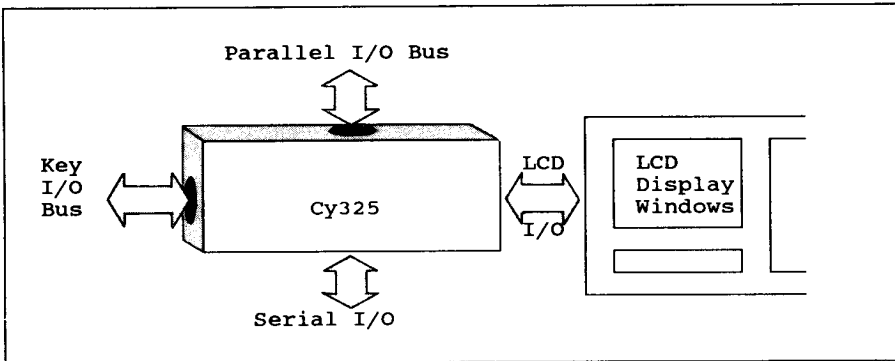 Parallel I/O Bus
Key
I/O
Bus
Cy325
LCD
I/O
LCD
Display
Windows
Serial I/O